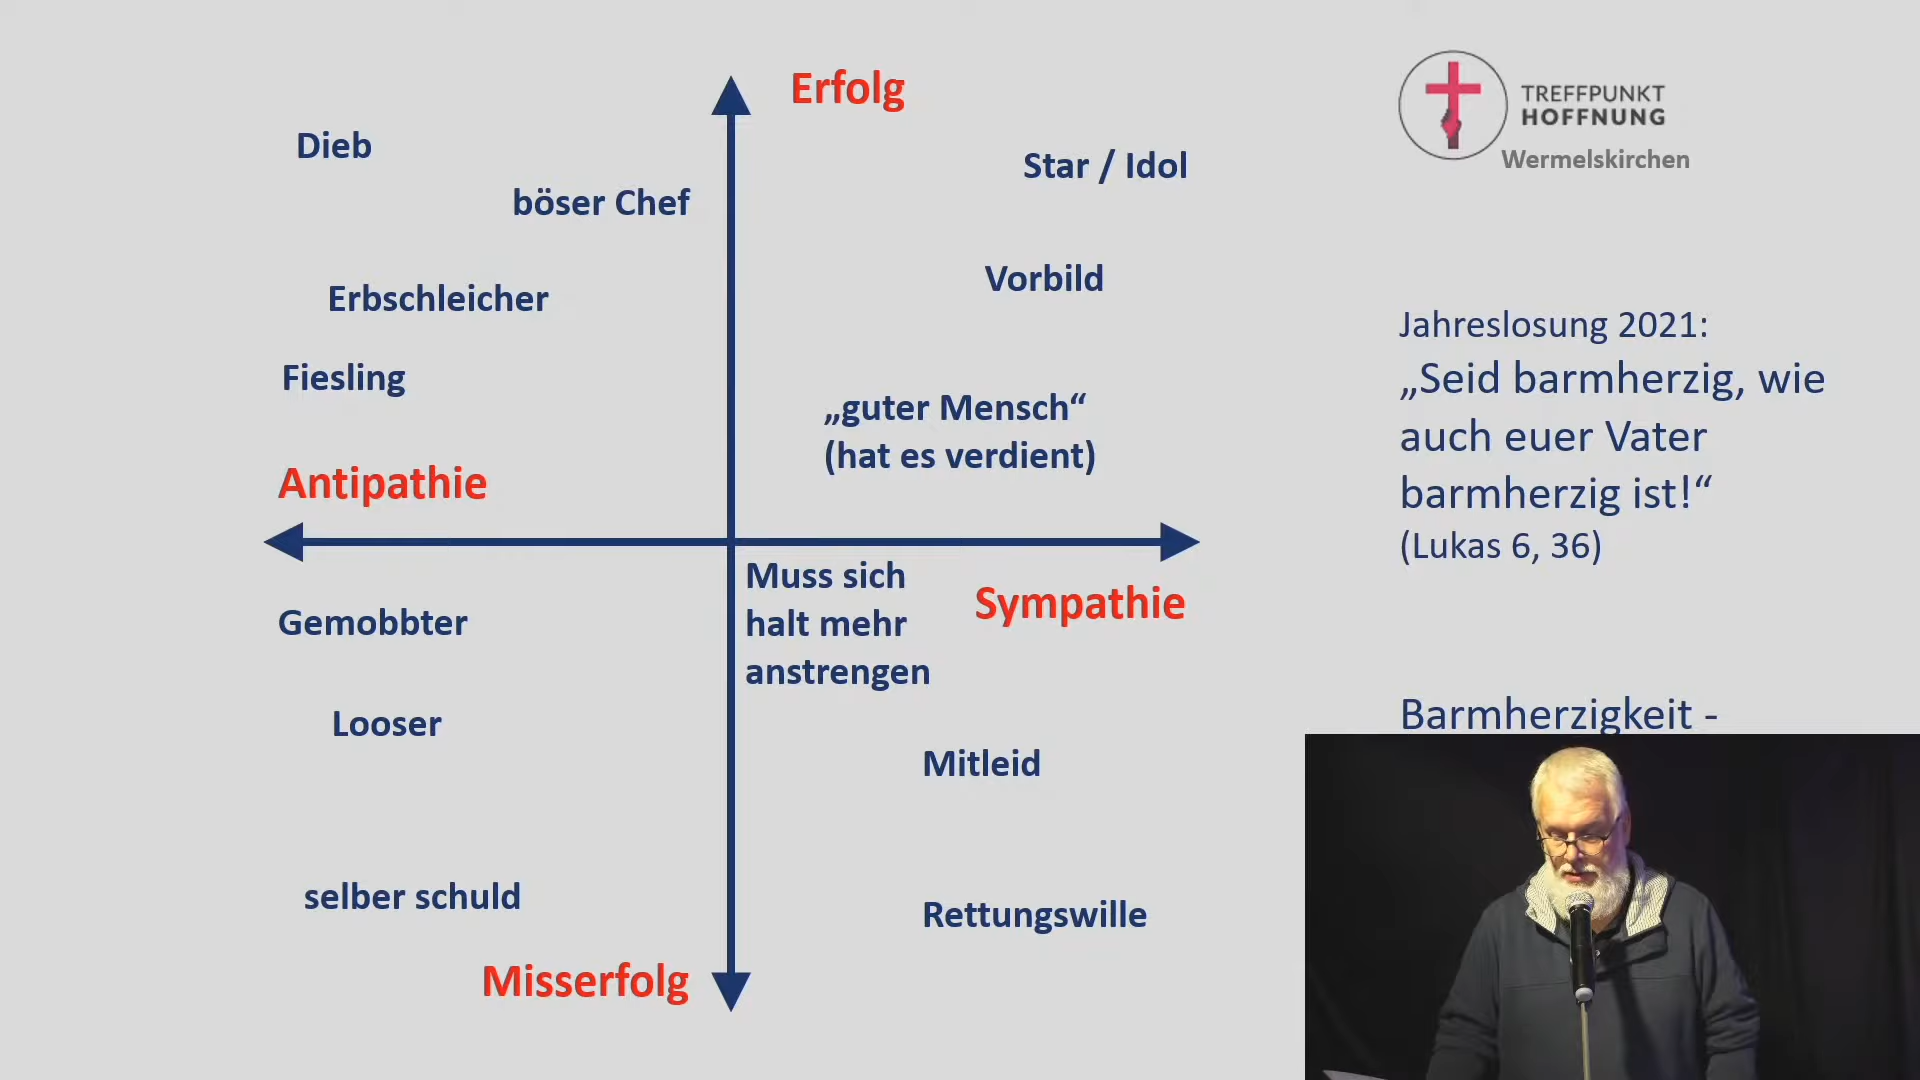 Erfolg
Dieb
böser Chef
Star / Idol
Erbschleicher
Vorbild
Fiesling
„guter Mensch“
(hat es verdient)
Antipathie
Muss sich
halt mehr
anstrengen
Sympathie
Gemobbter
Looser
Mitleid
selber schuld
Rettungswille
Misserfolg
TREFFPUNKT
HOFFNUNG
Wermelskirchen
Jahreslosung 2021:
„Seid barmherzig, wie
auch euer Vater
barmherzig ist!“
(Lukas 6, 36)
Barmherzigkeit -